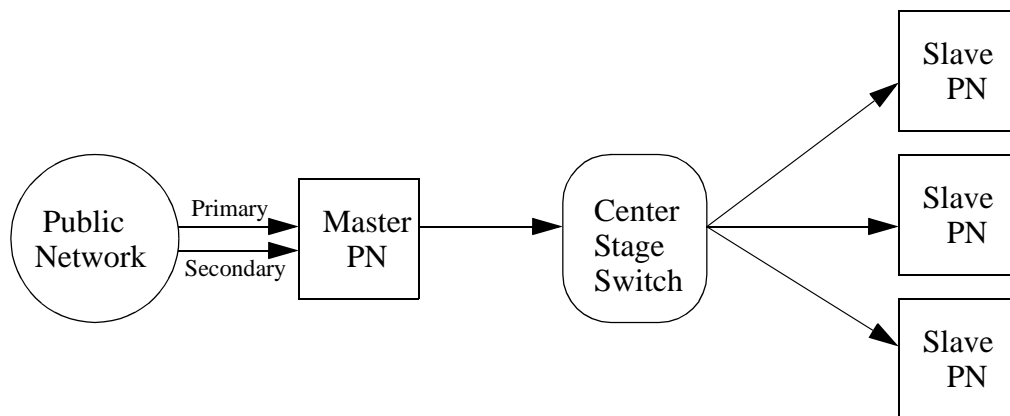 Public
Network
Primary
Secondary
Master
PN
Center
Stage
Switch
Slave
PN
Slave
PN
Slave
PN